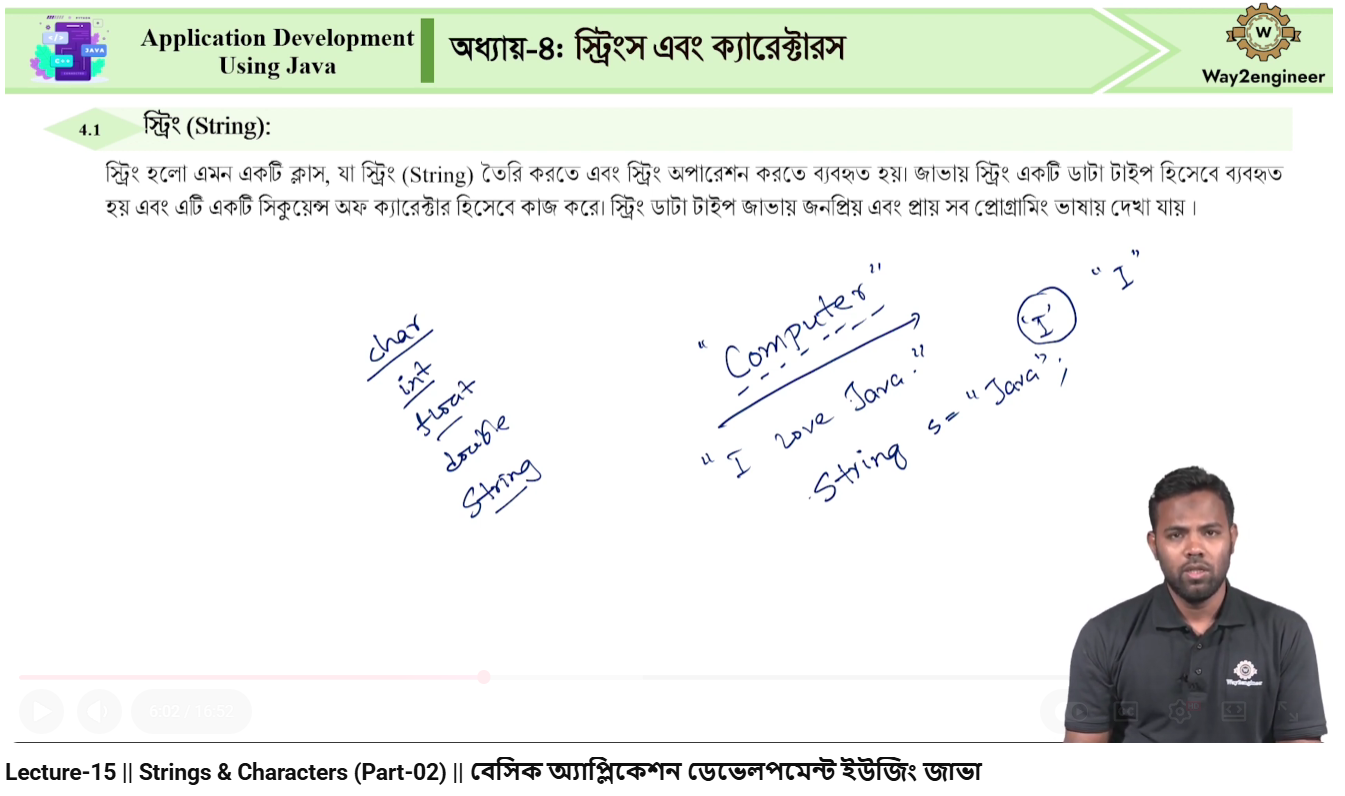 Application Development
Using Java
অধ্যায়-৪: স্ট্রিংস এবং ক্যারেক্টারস
W
Way2engineer
4.1 স্ট্রিং (String):
স্ট্রিং হলো এমন একটি ক্লাস, যা স্ট্রিং (String) তৈরি করতে এবং স্ট্রিং অপারেশন করতে ব্যবহৃত হয়। জাভায় স্ট্রিং একটি ডাটা টাইপ হিসেবে ব্যবহৃত
হয় এবং এটি একটি সিকুয়েন্স অফ ক্যারেক্টার হিসেবে কাজ করে। স্ট্রিং ডাটা টাইপ জাভায় জনপ্রিয় এবং প্রায় সব প্রোগ্রামিং ভাষায় দেখা যায়।
char
int
float
double
String
"Computer"
"I love Java."
String s = "Java";
'I' "I"
Way2engineer
6:02 / 16:52
Lecture-15 || Strings & Characters (Part-02) || বেসিক অ্যাপ্লিকেশন ডেভেলপমেন্ট ইউজিং জাভা